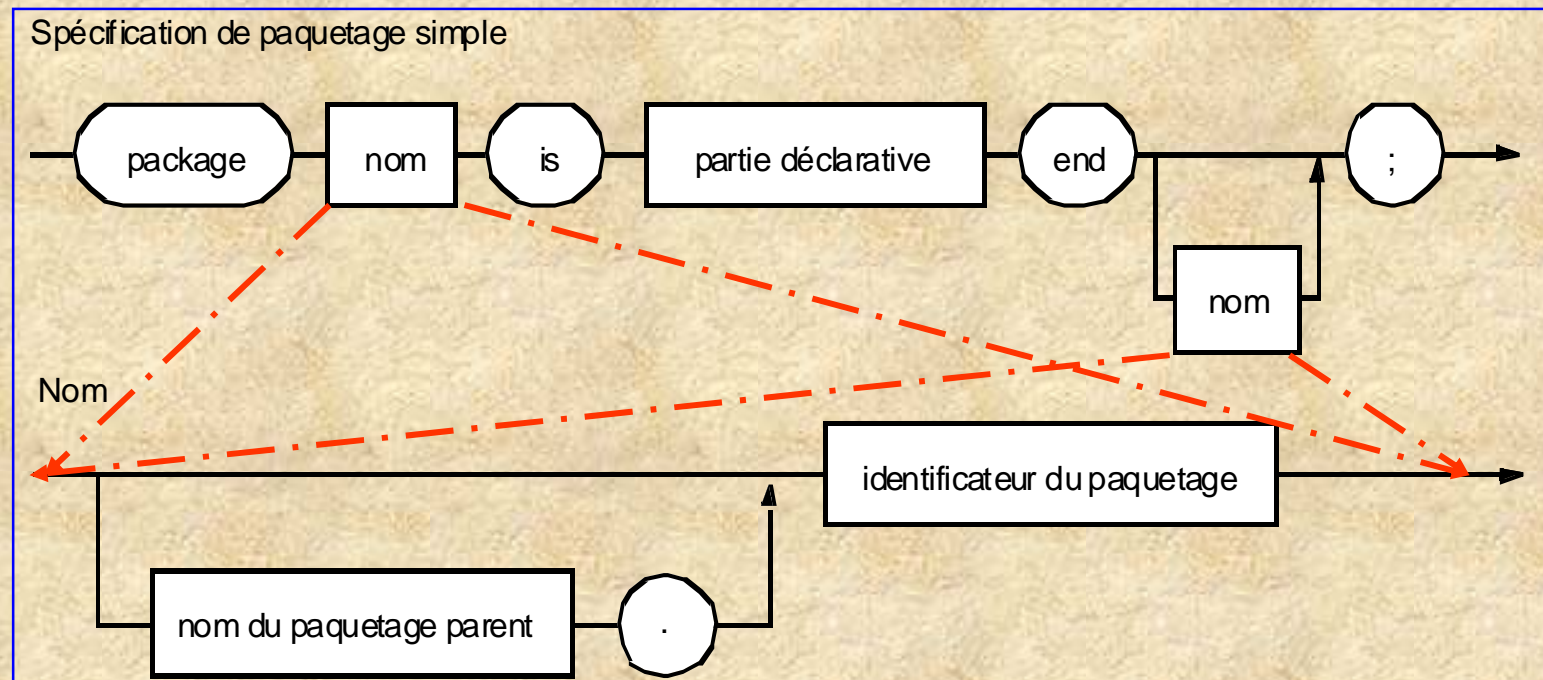 Spécification de paquetage simple
package nom is partie déclarative end ;
nom
Nom
identificateur du paquetage
nom du paquetage parent .